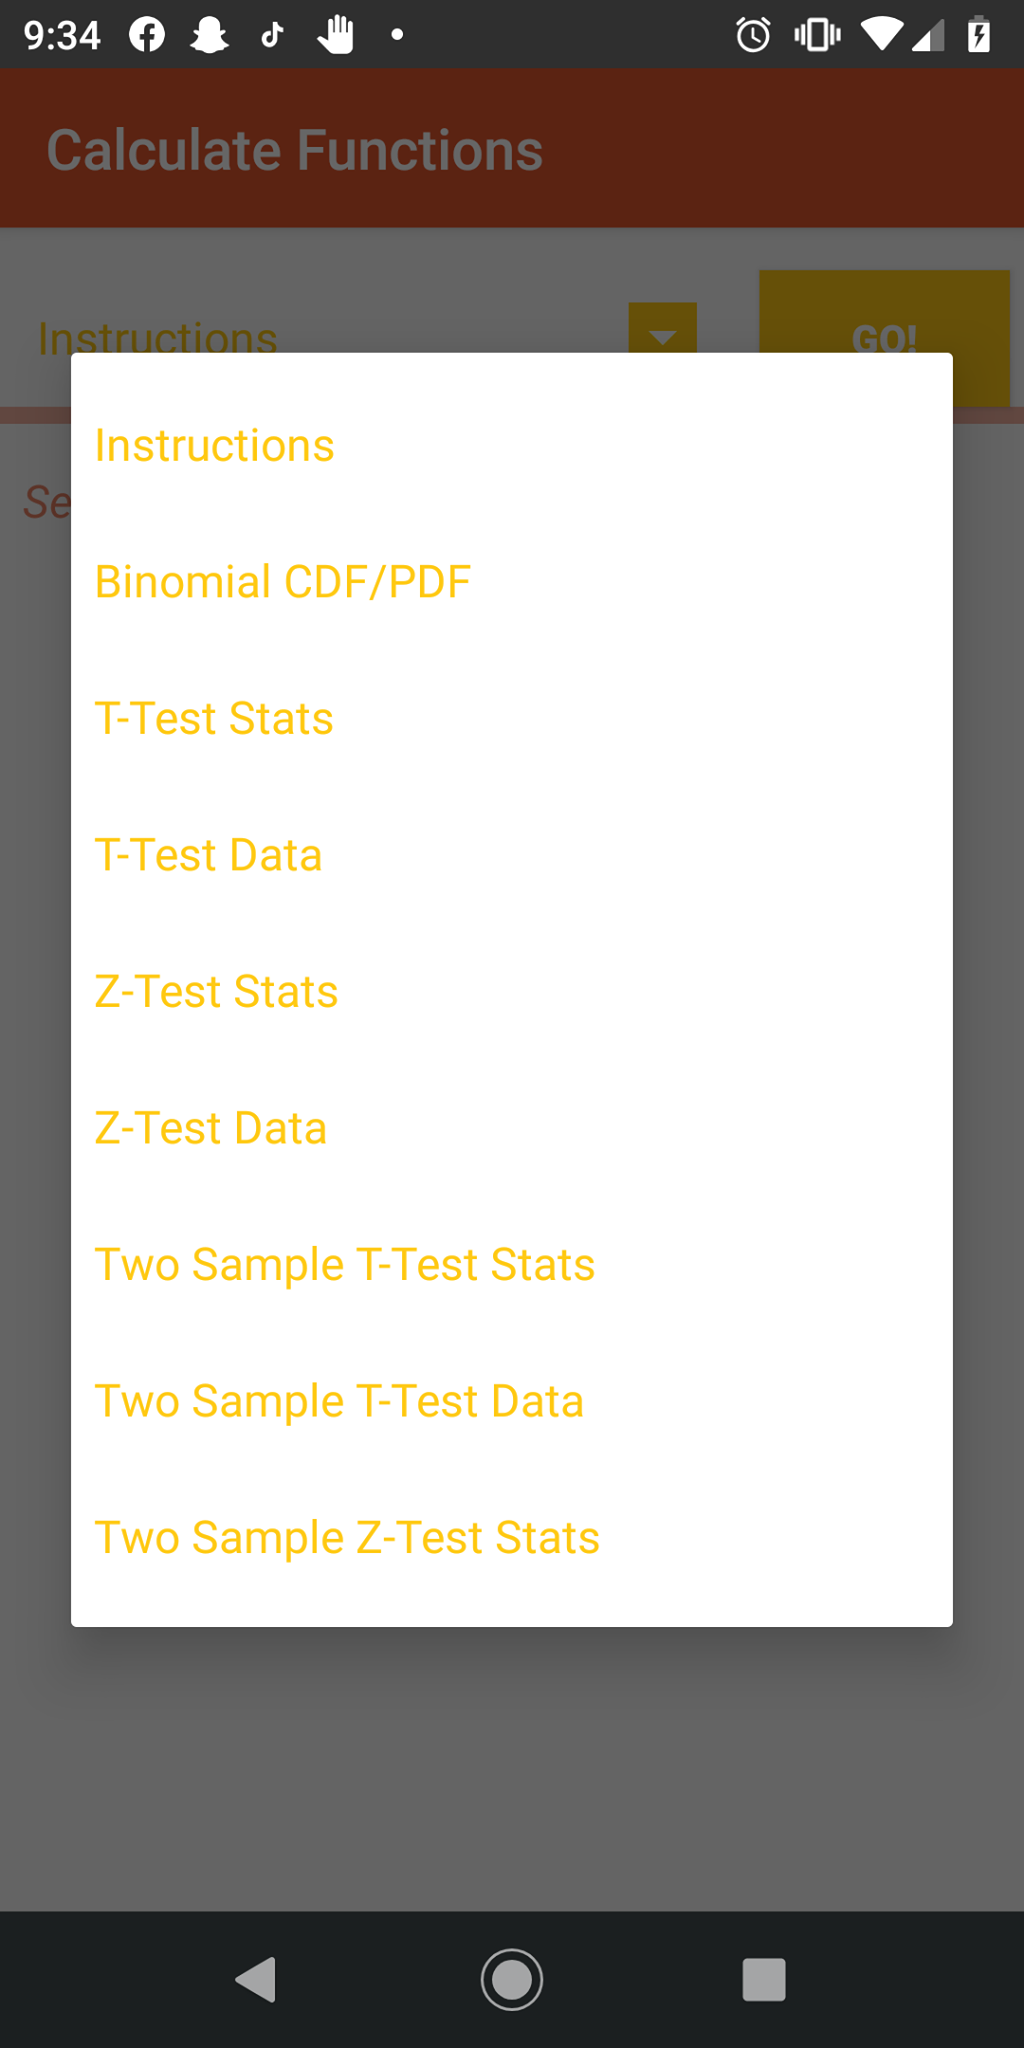 9:34
Calculate Functions
Instructions
GO!
Instructions
Se
Binomial CDF/PDF
T-Test Stats
T-Test Data
Z-Test Stats
Z-Test Data
Two Sample T-Test Stats
Two Sample T-Test Data
Two Sample Z-Test Stats